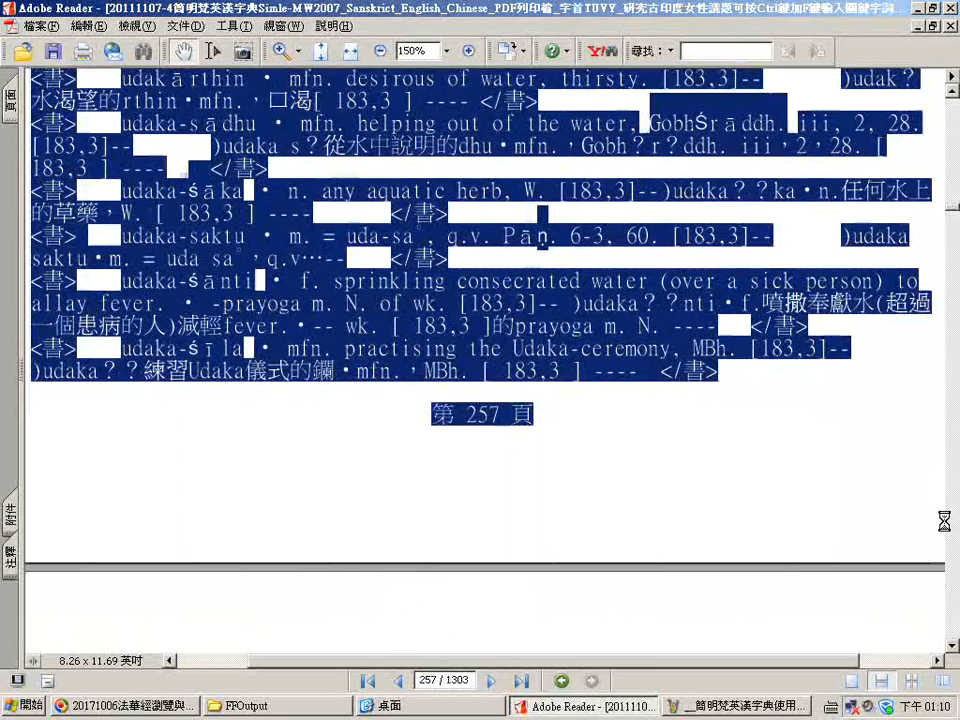 Adobe Reader - [20111107-4簡明梵英漢字典Simle-MW2007_Sanskrict_English_Chinese_PDF列印檔_字首TUVY_研究古印度女性議題可按Ctrl鍵加F鍵輸入關鍵字詞...
檔案(F) 編輯(E) 檢視(V) 文件(D) 工具(T) 視窗(W) 說明(H)
150% Y! 尋找:
頁面
<書> udakārthin • mfn. desirous of water, thirsty. [183,3]-- )udak?
水渴望的rthin•mfn.，口渴[ 183,3 ] ---- </書>
<書> udaka-sādhu • mfn. helping out of the water, GobhŚrāddh. iii, 2, 28.
[183,3]-- )udaka s?從水中說明的dhu•mfn.，Gobh?r?ddh. iii，2，28. [
183,3 ] ---- </書>
<書> udaka-śāka • n. any aquatic herb, W. [183,3]--)udaka??ka•n.任何水上
的草藥，W. [ 183,3 ] ---- </書>
<書> udaka-saktu • m. = uda-sa°, q.v. Pāṇ. 6-3, 60. [183,3]-- )udaka
saktu•m. = uda sa°，q.v…-- </書>
<書> udaka-śānti • f. sprinkling consecrated water (over a sick person) to
allay fever. • -prayoga m. N. of wk. [183,3]-- )udaka??nti•f.噴撒奉獻水(超過
一個患病的人)減輕fever.•-- wk. [ 183,3 ]的prayoga m. N. ---- </書>
<書> udaka-śīla • mfn. practising the Udaka-ceremony, MBh. [183,3]--
)udaka??練習Udaka儀式的鑭•mfn.，MBh. [ 183,3 ] ---- </書>
第 257 頁
附件
注釋
8.26 x 11.69 英吋
257 / 1303
開始 20171006法華經瀏覽與... FFOutput 桌面 Adobe Reader - [2011110... __簡明梵英漢字典使用... 下午 01:10